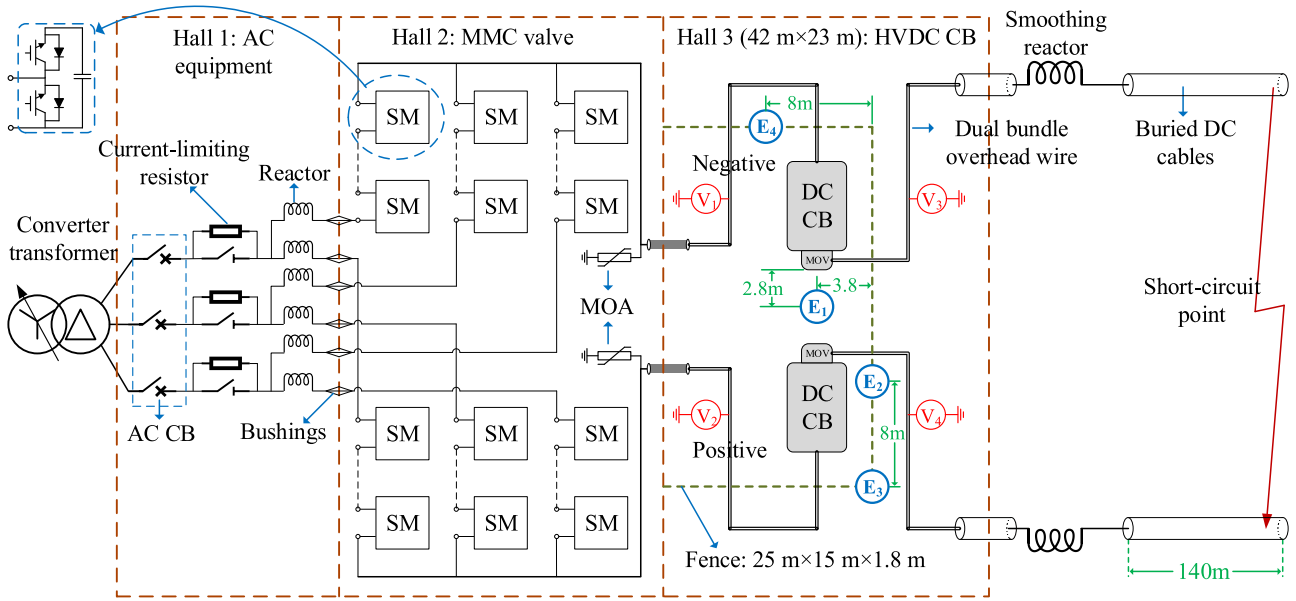 Hall 1: AC
equipment
Hall 2: MMC valve
Hall 3 (42 m×23 m): HVDC CB
Smoothing
reactor
SM
SM
SM
8m
E4
Dual bundle
overhead wire
Buried DC
cables
Current-limiting
resistor
Reactor
Negative
DC
CB
MOV
V1
V3
SM
SM
SM
Converter
transformer
2.8m
3.8
E1
MOA
Short-circuit
point
MOV
DC
CB
E2
8m
V2
V4
AC CB
Bushings
SM
SM
SM
Positive
E3
SM
SM
SM
Fence: 25 m×15 m×1.8 m
140m